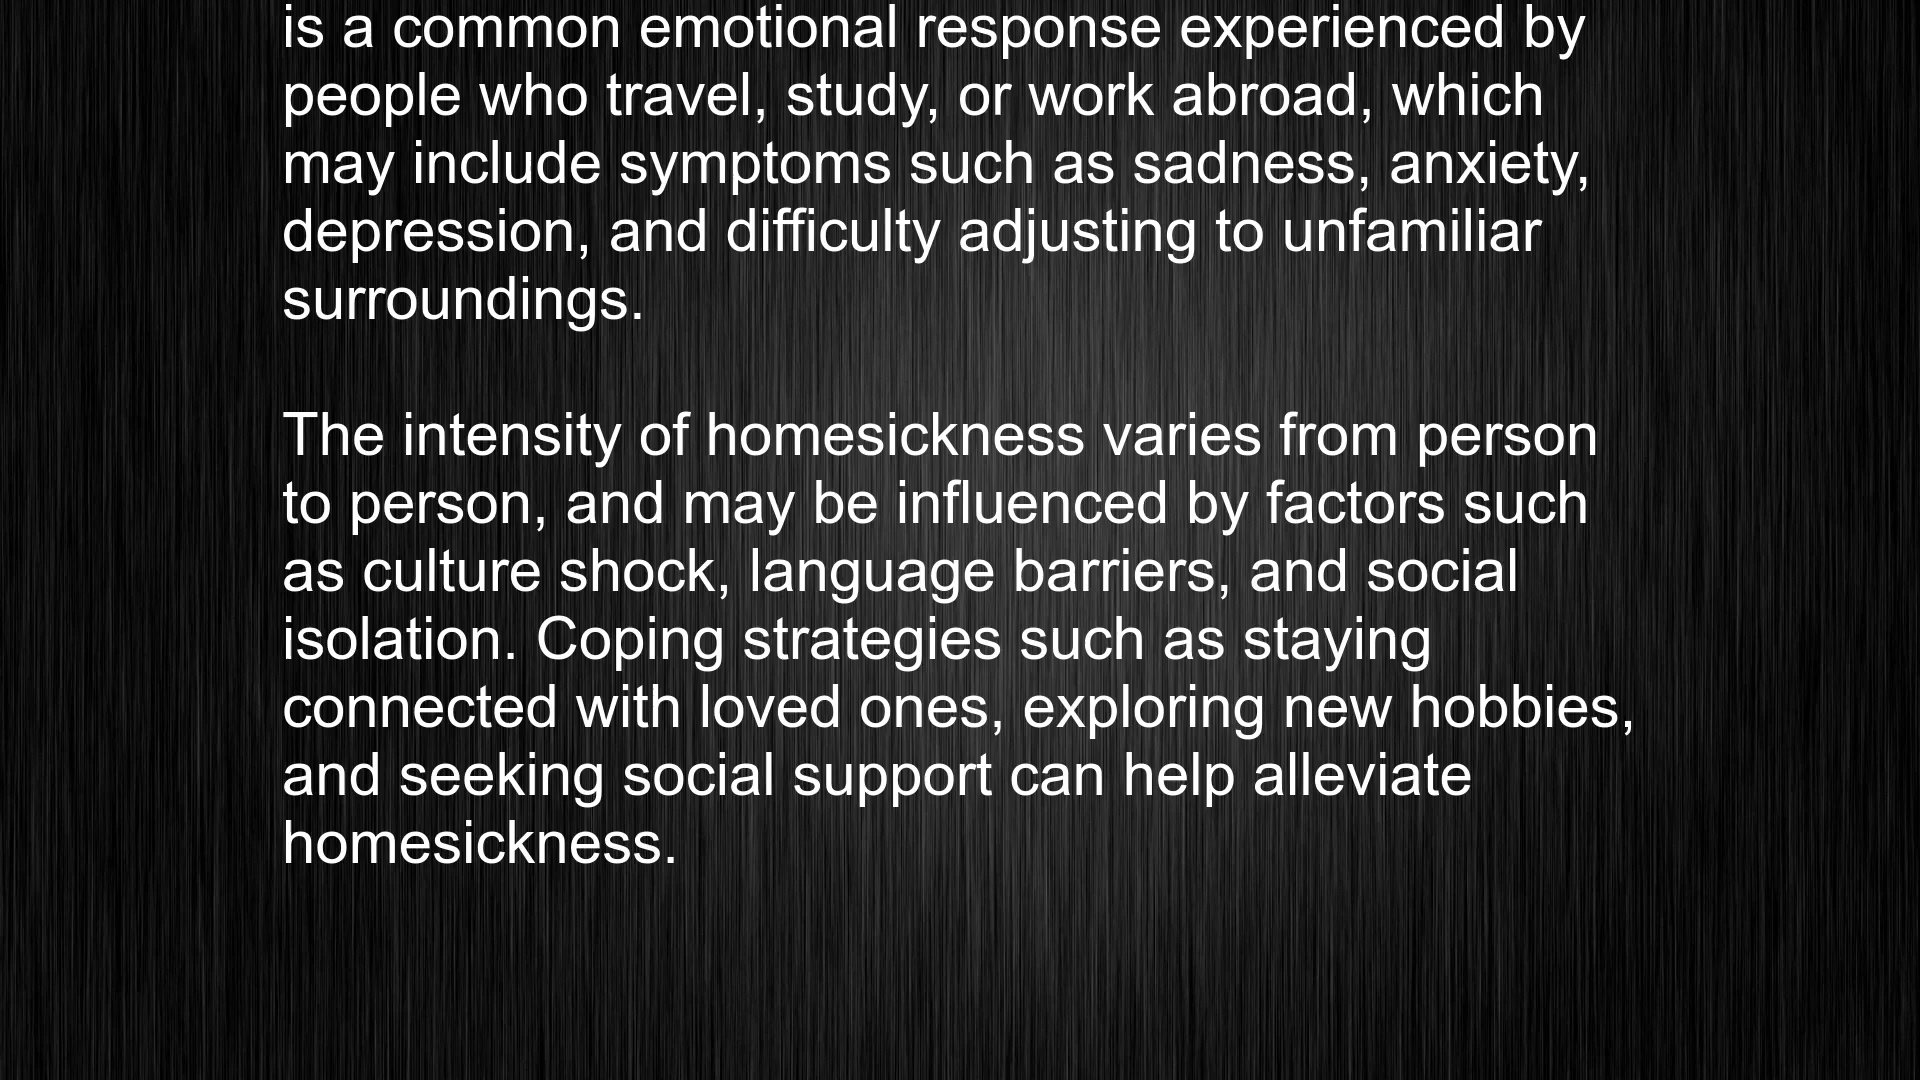 is a common emotional response experienced by
people who travel, study, or work abroad, which
may include symptoms such as sadness, anxiety,
depression, and difficulty adjusting to unfamiliar
surroundings.
The intensity of homesickness varies from person
to person, and may be influenced by factors such
as culture shock, language barriers, and social
isolation. Coping strategies such as staying
connected with loved ones, exploring new hobbies,
and seeking social support can help alleviate
homesickness.